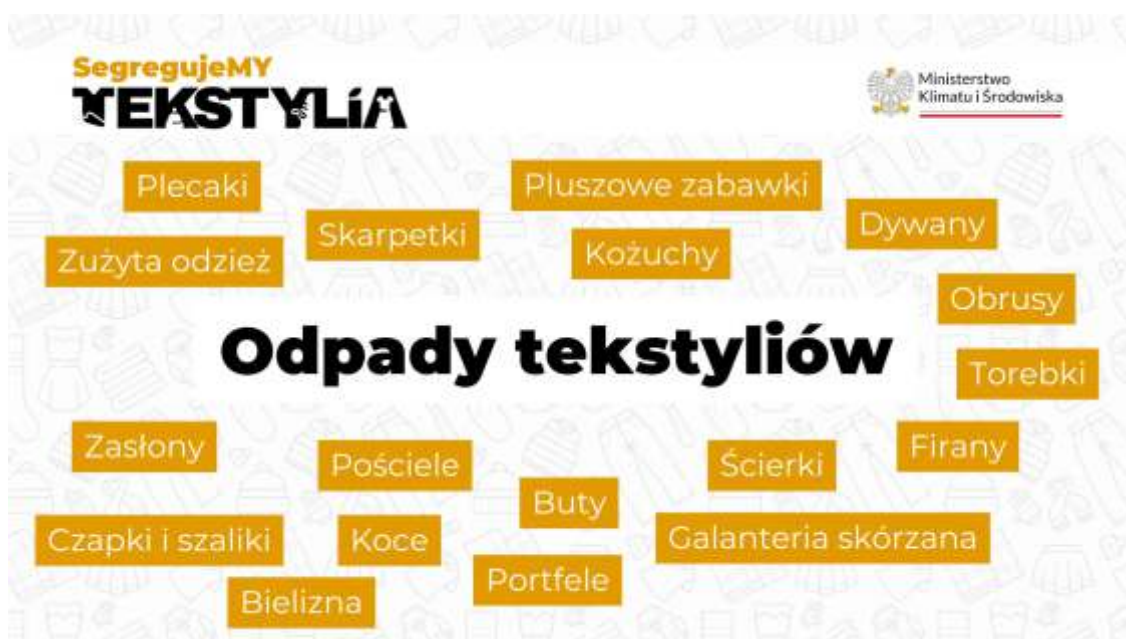 SegregujeMY
TEKSTYLIA
Ministerstwo
Klimatu i Środowiska
Plecaki
Pluszowe zabawki
Skarpetki
Dywany
Zużyta odzież
Kożuchy
Obrusy
Odpady tekstyliów
Torebki
Zasłony
Firany
Pościele
Ścierki
Buty
Czapki i szaliki
Koce
Galanteria skórzana
Portfele
Bielizna